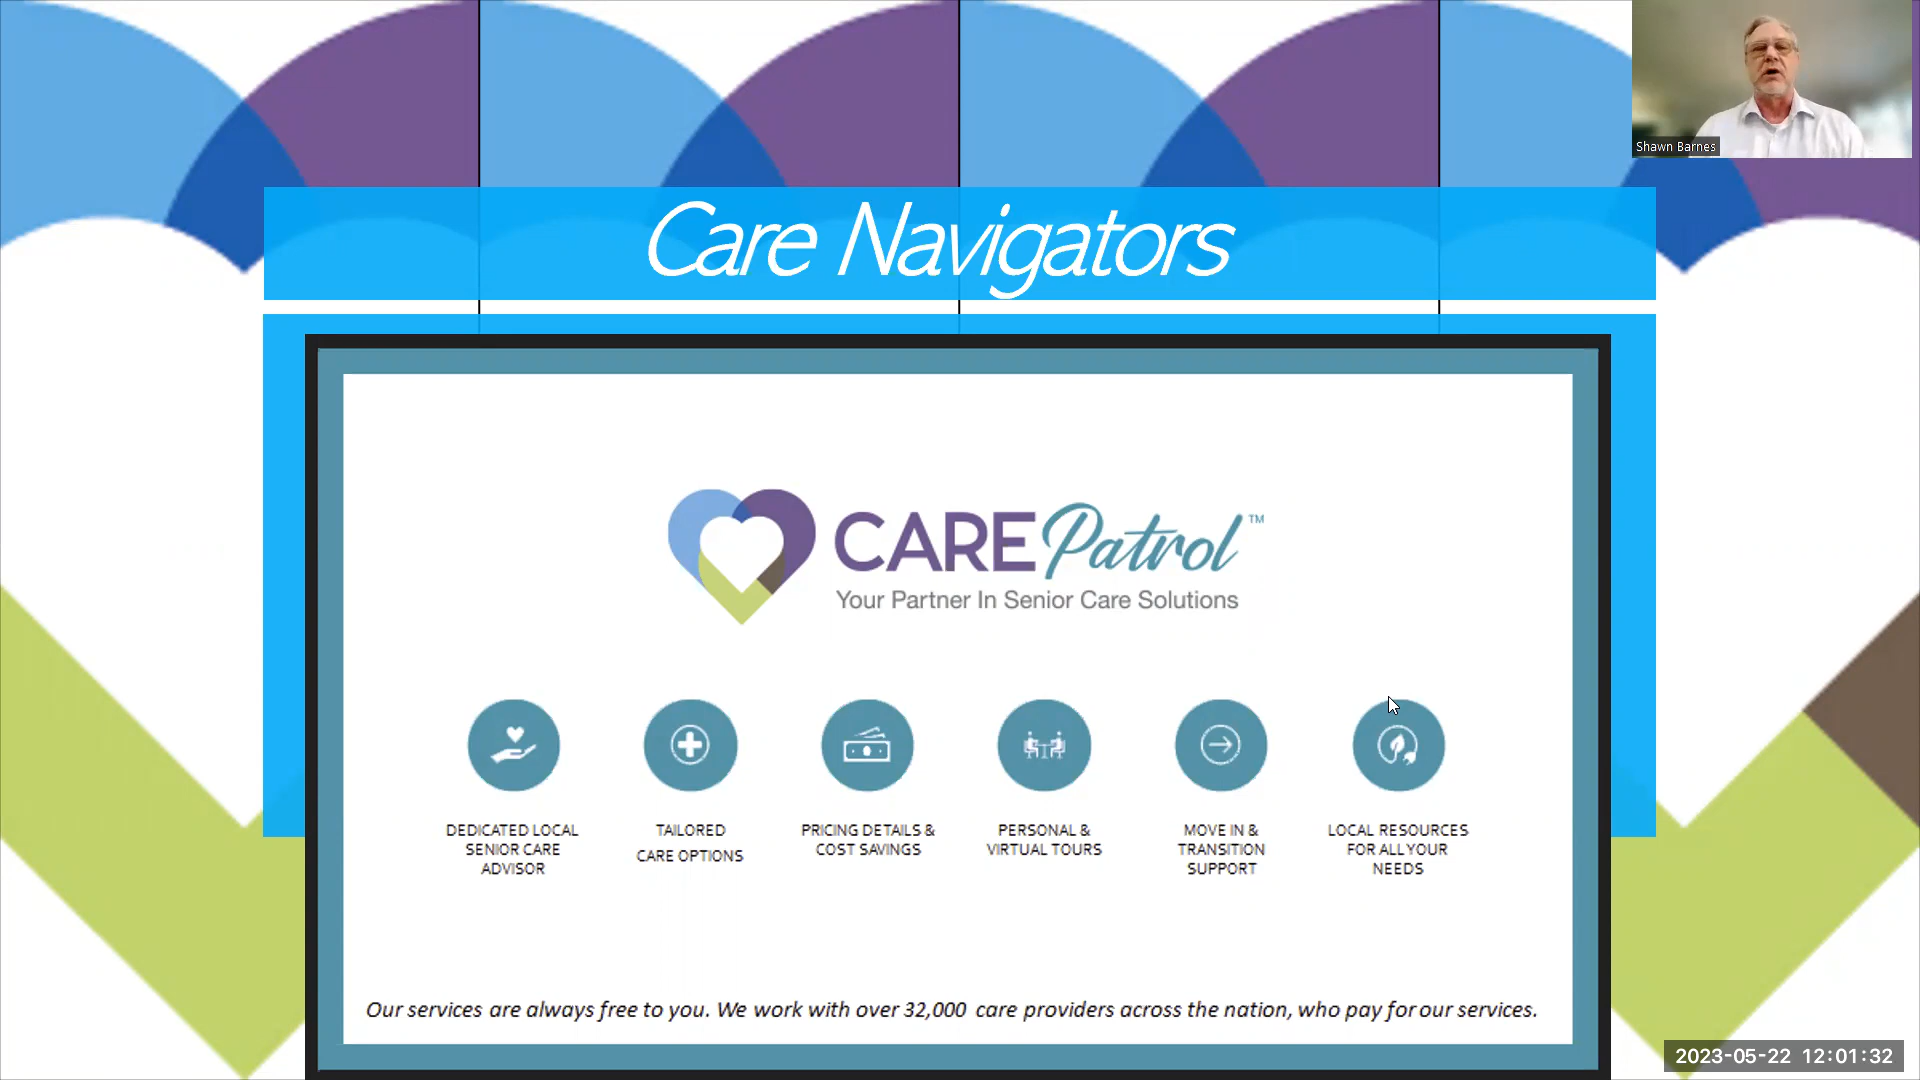 Shawn Barnes
Care Navigators
CAREPatrol™
Your Partner In Senior Care Solutions
DEDICATED LOCAL
SENIOR CARE
ADVISOR
TAILORED
CARE OPTIONS
PRICING DETAILS &
COST SAVINGS
PERSONAL &
VIRTUAL TOURS
MOVE IN &
TRANSITION
SUPPORT
LOCAL RESOURCES
FOR ALL YOUR
NEEDS
Our services are always free to you. We work with over 32,000 care providers across the nation, who pay for our services.
2023-05-22 12:01:32